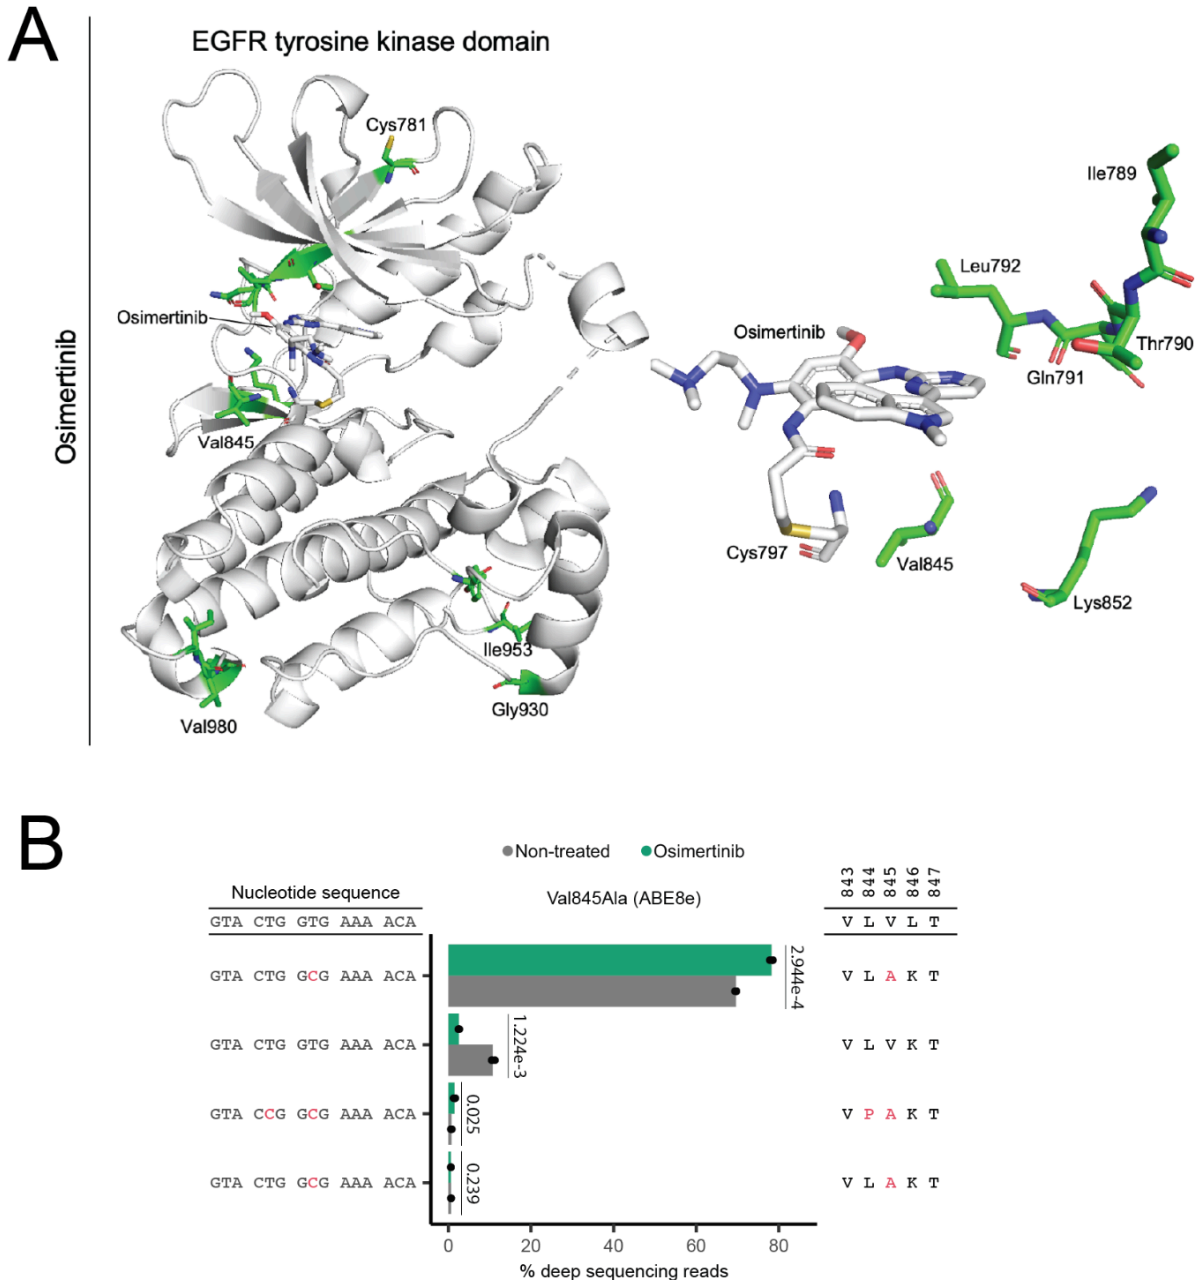 A
EGFR tyrosine kinase domain
Osimertinib
Cys781
Osimertinib
Val845
Val980
Ile953
Gly930
Ile789
Leu792
Osimertinib
Thr790
Gln791
Cys797
Val845
Lys852
B
Non-treated Osimertinib
Nucleotide sequence Val845Ala (ABE8e) 843 844 845 846 847
GTA CTG GTG AAA ACA V L V L T
GTA CTG GCG AAA ACA 2.944e-4 V L A K T
GTA CTG GTG AAA ACA 1.224e-3 V L V K T
GTA CCG GCG AAA ACA 0.025 V P A K T
GTA CTG GCG AAA ACA 0.239 V L A K T
0 20 40 60 80
% deep sequencing reads